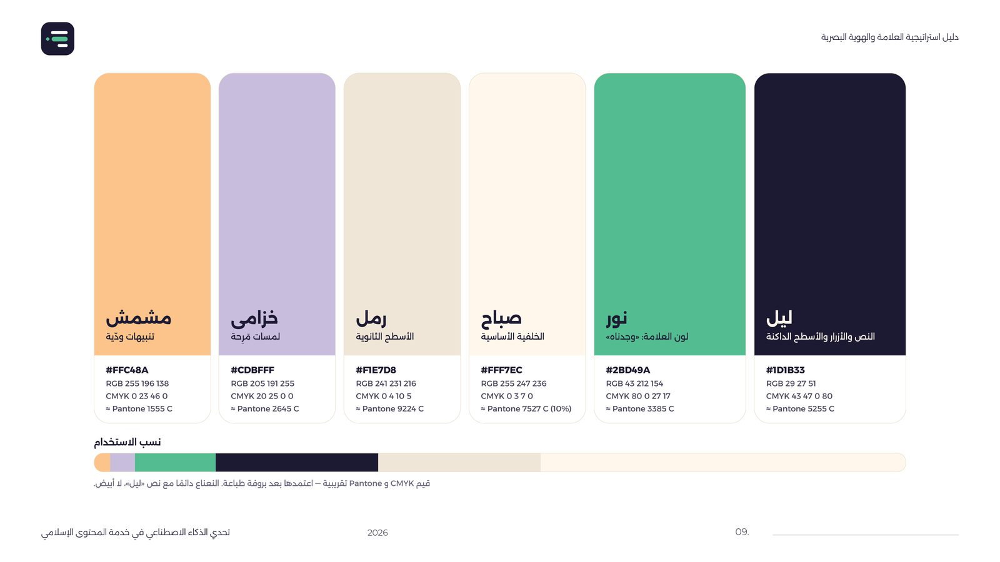 دليل استراتيجية العلامة والهوية البصرية
ليل
النص والأزرار والأسطح الداكنة
#1D1B33
RGB 29 27 51
CMYK 43 47 0 80
≈ Pantone 5255 C
نور
لون العلامة: «وجدناه»
#2BD49A
RGB 43 212 154
CMYK 80 0 27 17
≈ Pantone 3385 C
صباح
الخلفية الأساسية
#FFF7EC
RGB 255 247 236
CMYK 0 3 7 0
≈ Pantone 7527 C (10%)
رمل
الأسطح الثانوية
#F1E7D8
RGB 241 231 216
CMYK 0 4 10 5
≈ Pantone 9224 C
خزامى
لمسات مَرِحة
#CDBFFF
RGB 205 191 255
CMYK 20 25 0 0
≈ Pantone 2645 C
مشمش
تنبيهات ودّية
#FFC48A
RGB 255 196 138
CMYK 0 23 46 0
≈ Pantone 1555 C
نسب الاستخدام
قيم CMYK و Pantone تقريبية — اعتمدها بعد بروفة طباعة. النعناع دائمًا مع نص «ليل»، لا أبيض.
09.
2026
تحدي الذكاء الاصطناعي في خدمة المحتوى الإسلامي